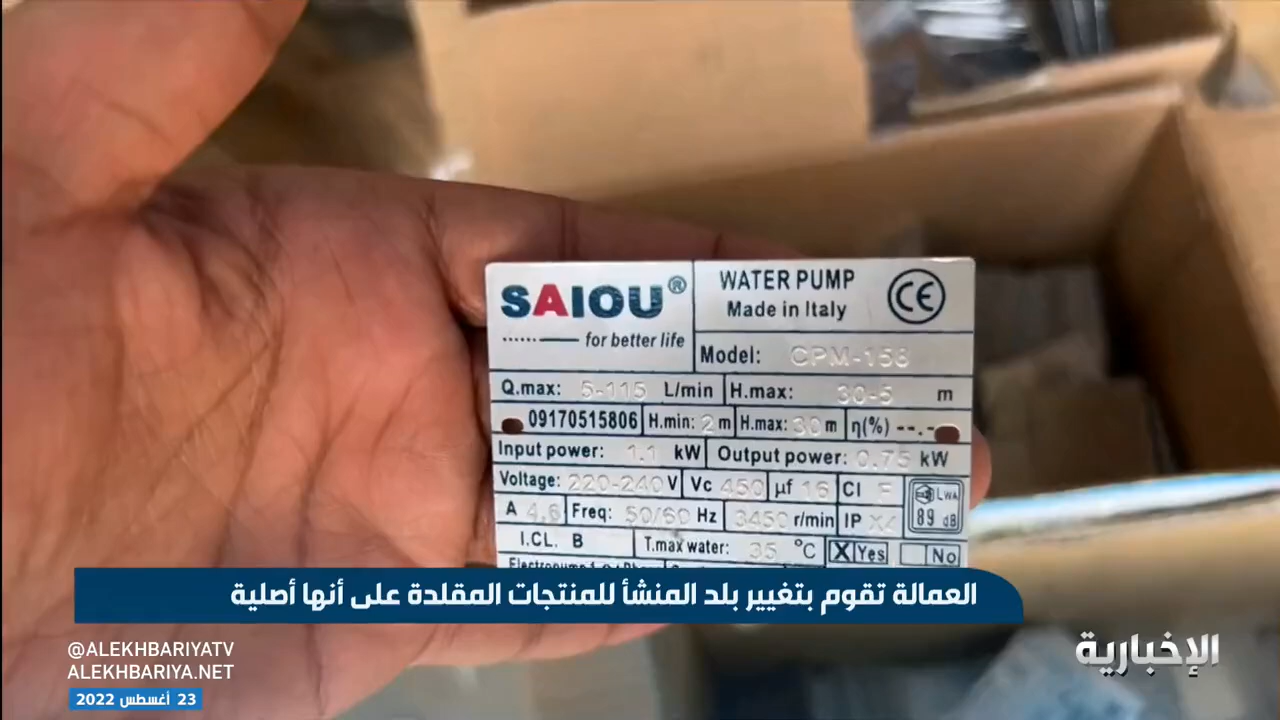 SAIOU®
for better life
WATER PUMP
Made in Italy
CE
Model: CPM-158
Q.max: 5-115 L/min H.max: 30-5 m
09170515806 H.min: 2 m H.max: 30 m η(%) --.-
Input power: 1.1 kW Output power: 0.75 kW
Voltage: 220-240 V Vc 450 µf 16 Cl F
LWA
89 dB
A 4.6 Freq: 50/60 Hz 3450 r/min IP X4
I.CL. B T.max water: 35 °C X Yes No
العمالة تقوم بتغيير بلد المنشأ للمنتجات المقلدة على أنها أصلية
@ALEKHBARIYATV
ALEKHBARIYA.NET
23 أغسطس 2022
الإخبارية